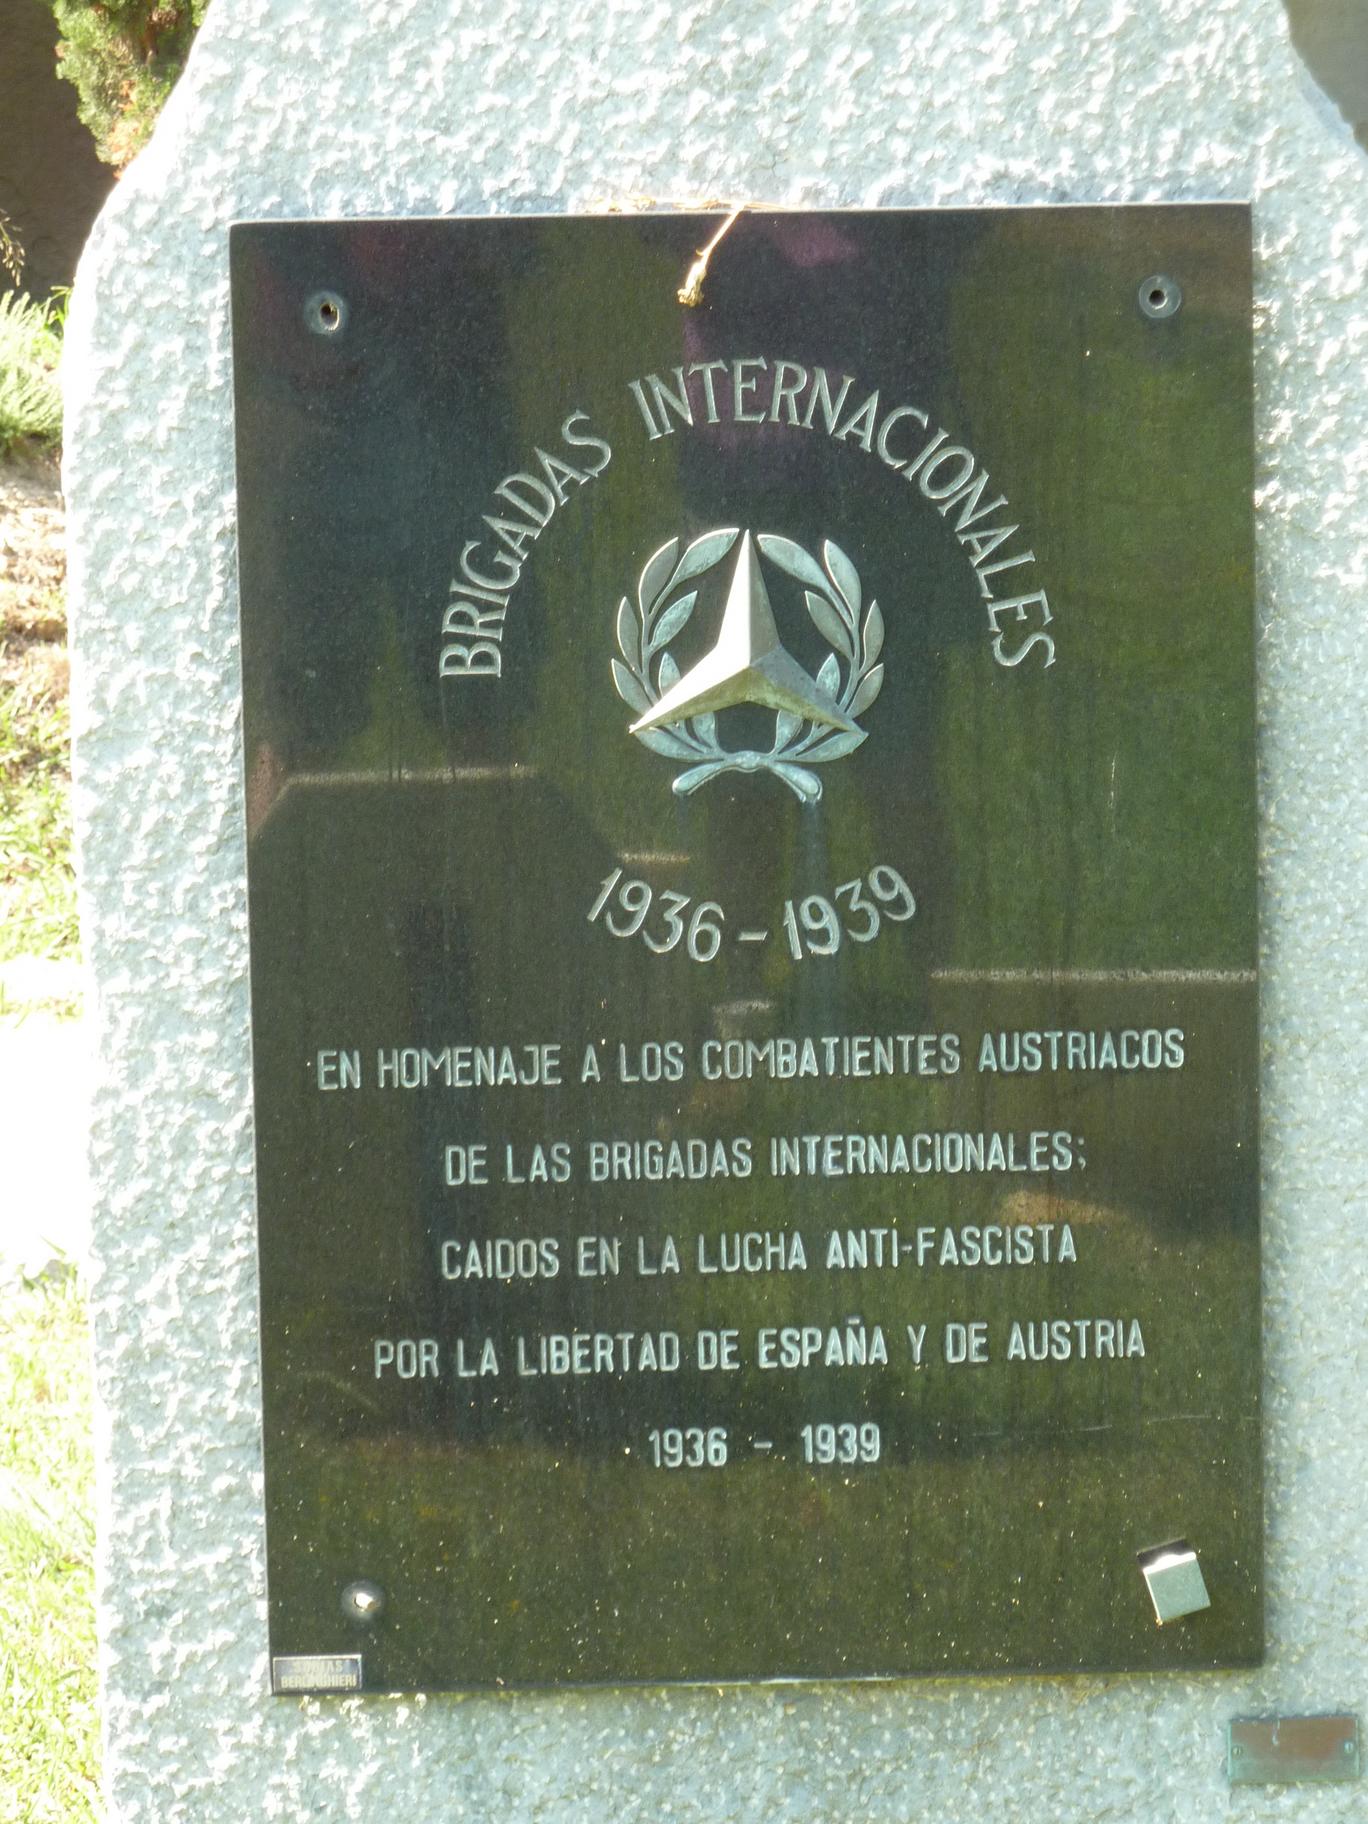 BRIGADAS INTERNACIONALES
1936 - 1939
EN HOMENAJE A LOS COMBATIENTES AUSTRIACOS
DE LAS BRIGADAS INTERNACIONALES;
CAIDOS EN LA LUCHA ANTI-FASCISTA
POR LA LIBERTAD DE ESPAÑA Y DE AUSTRIA
1936 - 1939